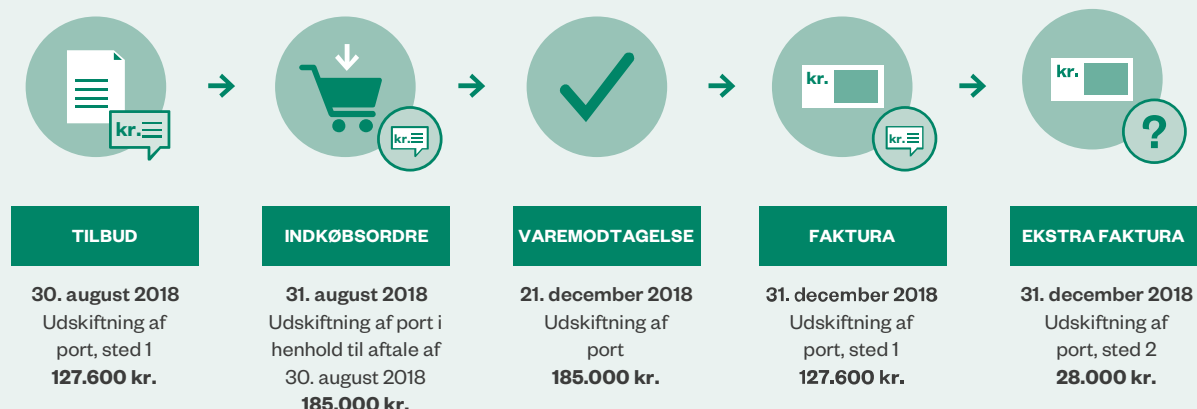 kr.
kr.
kr.
kr.
kr.
?
TILBUD
30. august 2018
Udskiftning af
port, sted 1
127.600 kr.
INDKØBSORDRE
31. august 2018
Udskiftning af port i
henhold til aftale af
30. august 2018
185.000 kr.
VAREMODTAGELSE
21. december 2018
Udskiftning af
port
185.000 kr.
FAKTURA
31. december 2018
Udskiftning af
port, sted 1
127.600 kr.
EKSTRA FAKTURA
31. december 2018
Udskiftning af
port, sted 2
28.000 kr.